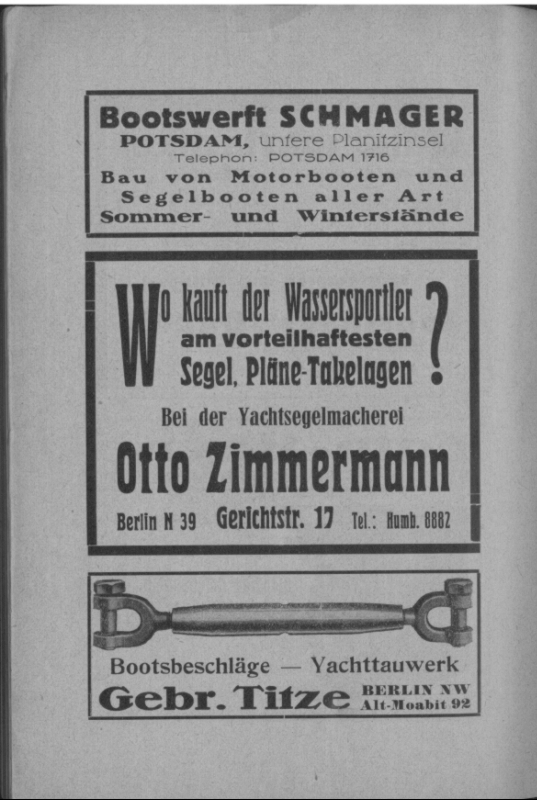 Bootswerft SCHMAGER
POTSDAM, untere Planitzinsel
Telephon: POTSDAM 1716
Bau von Motorbooten und
Segelbooten aller Art
Sommer- und Winterstände
Wo kauft der Wassersportler
am vorteilhaftesten
Segel, Pläne-Takelagen ?
Bei der Yachtsegelmacherei
Otto Zimmermann
Berlin N 39 Gerichtstr. 17 Tel.: Humb. 8882
Bootsbeschläge — Yachttauwerk
Gebr. Titze BERLIN NW
Alt-Moabit 92